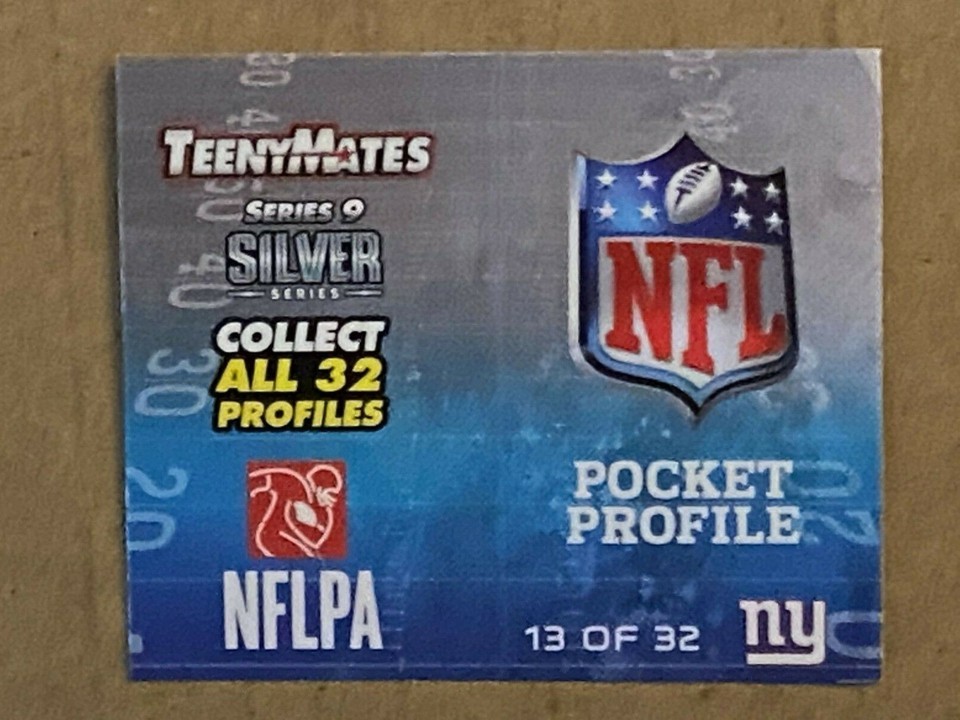 TEENYMATES
SERIES 9
SILVER
SERIES
COLLECT
ALL 32
PROFILES
NFLPA
NFL
POCKET
PROFILE
13 OF 32
ny